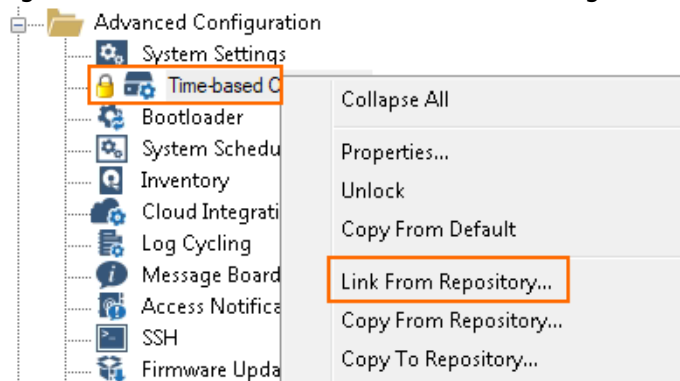 Advanced Configuration
System Settings
Time-based C
Bootloader
System Schedu
Inventory
Cloud Integrati
Log Cycling
Message Board
Access Notifica
SSH
Firmware Upda
Collapse All
Properties...
Unlock
Copy From Default
Link From Repository...
Copy From Repository...
Copy To Repository...